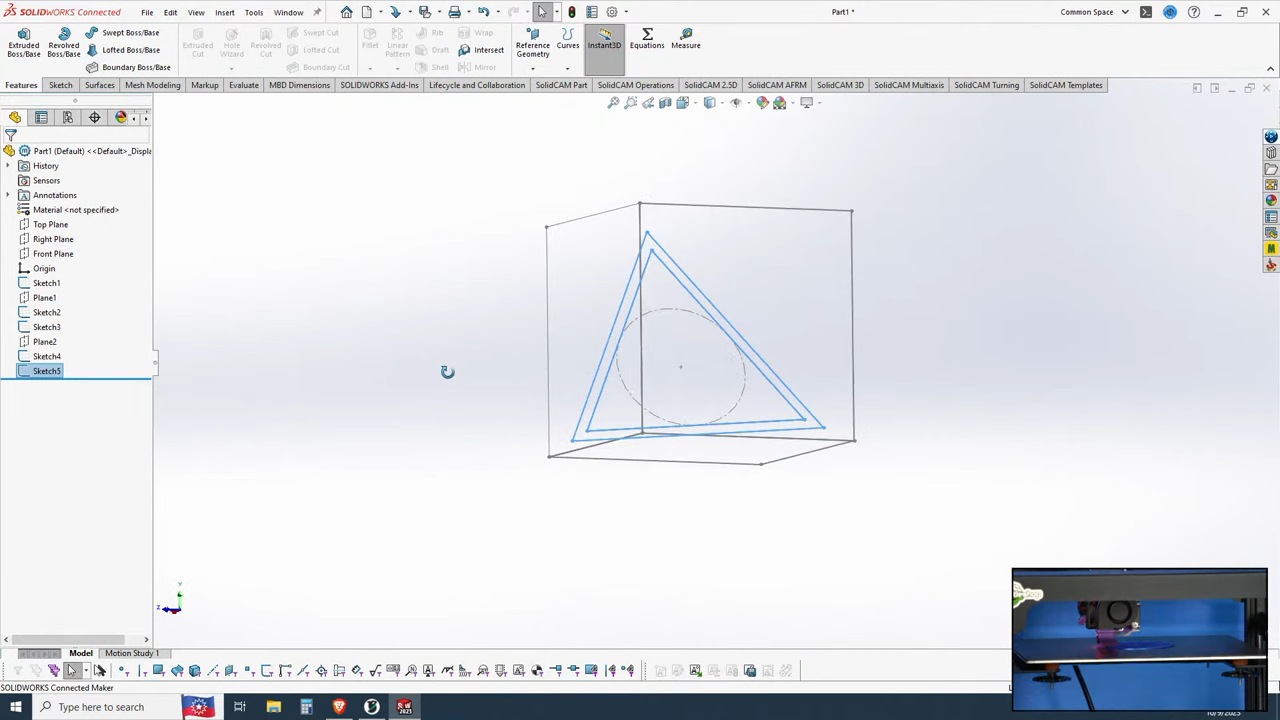 SOLIDWORKS Connected
File Edit View Insert Tools Window
Part1 *
Common Space
Extruded Boss/Base
Revolved Boss/Base
Swept Boss/Base
Lofted Boss/Base
Boundary Boss/Base
Extruded Cut
Hole Wizard
Revolved Cut
Swept Cut
Lofted Cut
Boundary Cut
Fillet
Linear Pattern
Rib
Draft
Shell
Wrap
Intersect
Mirror
Reference Geometry
Curves
Instant3D
Equations
Measure
Features Sketch Surfaces Mesh Modeling Markup Evaluate MBD Dimensions SOLIDWORKS Add-Ins Lifecycle and Collaboration SolidCAM Part SolidCAM Operations SolidCAM 2.5D SolidCAM AFRM SolidCAM 3D SolidCAM Multiaxis SolidCAM Turning SolidCAM Templates
Part1 (Default) <<Default>_Displa
History
Sensors
Annotations
Material <not specified>
Top Plane
Right Plane
Front Plane
Origin
Sketch1
Plane1
Sketch2
Sketch3
Plane2
Sketch4
Sketch5
Y
Z
Model Motion Study 1
SOLIDWORKS Connected Maker
Type here to search
10/9/2023